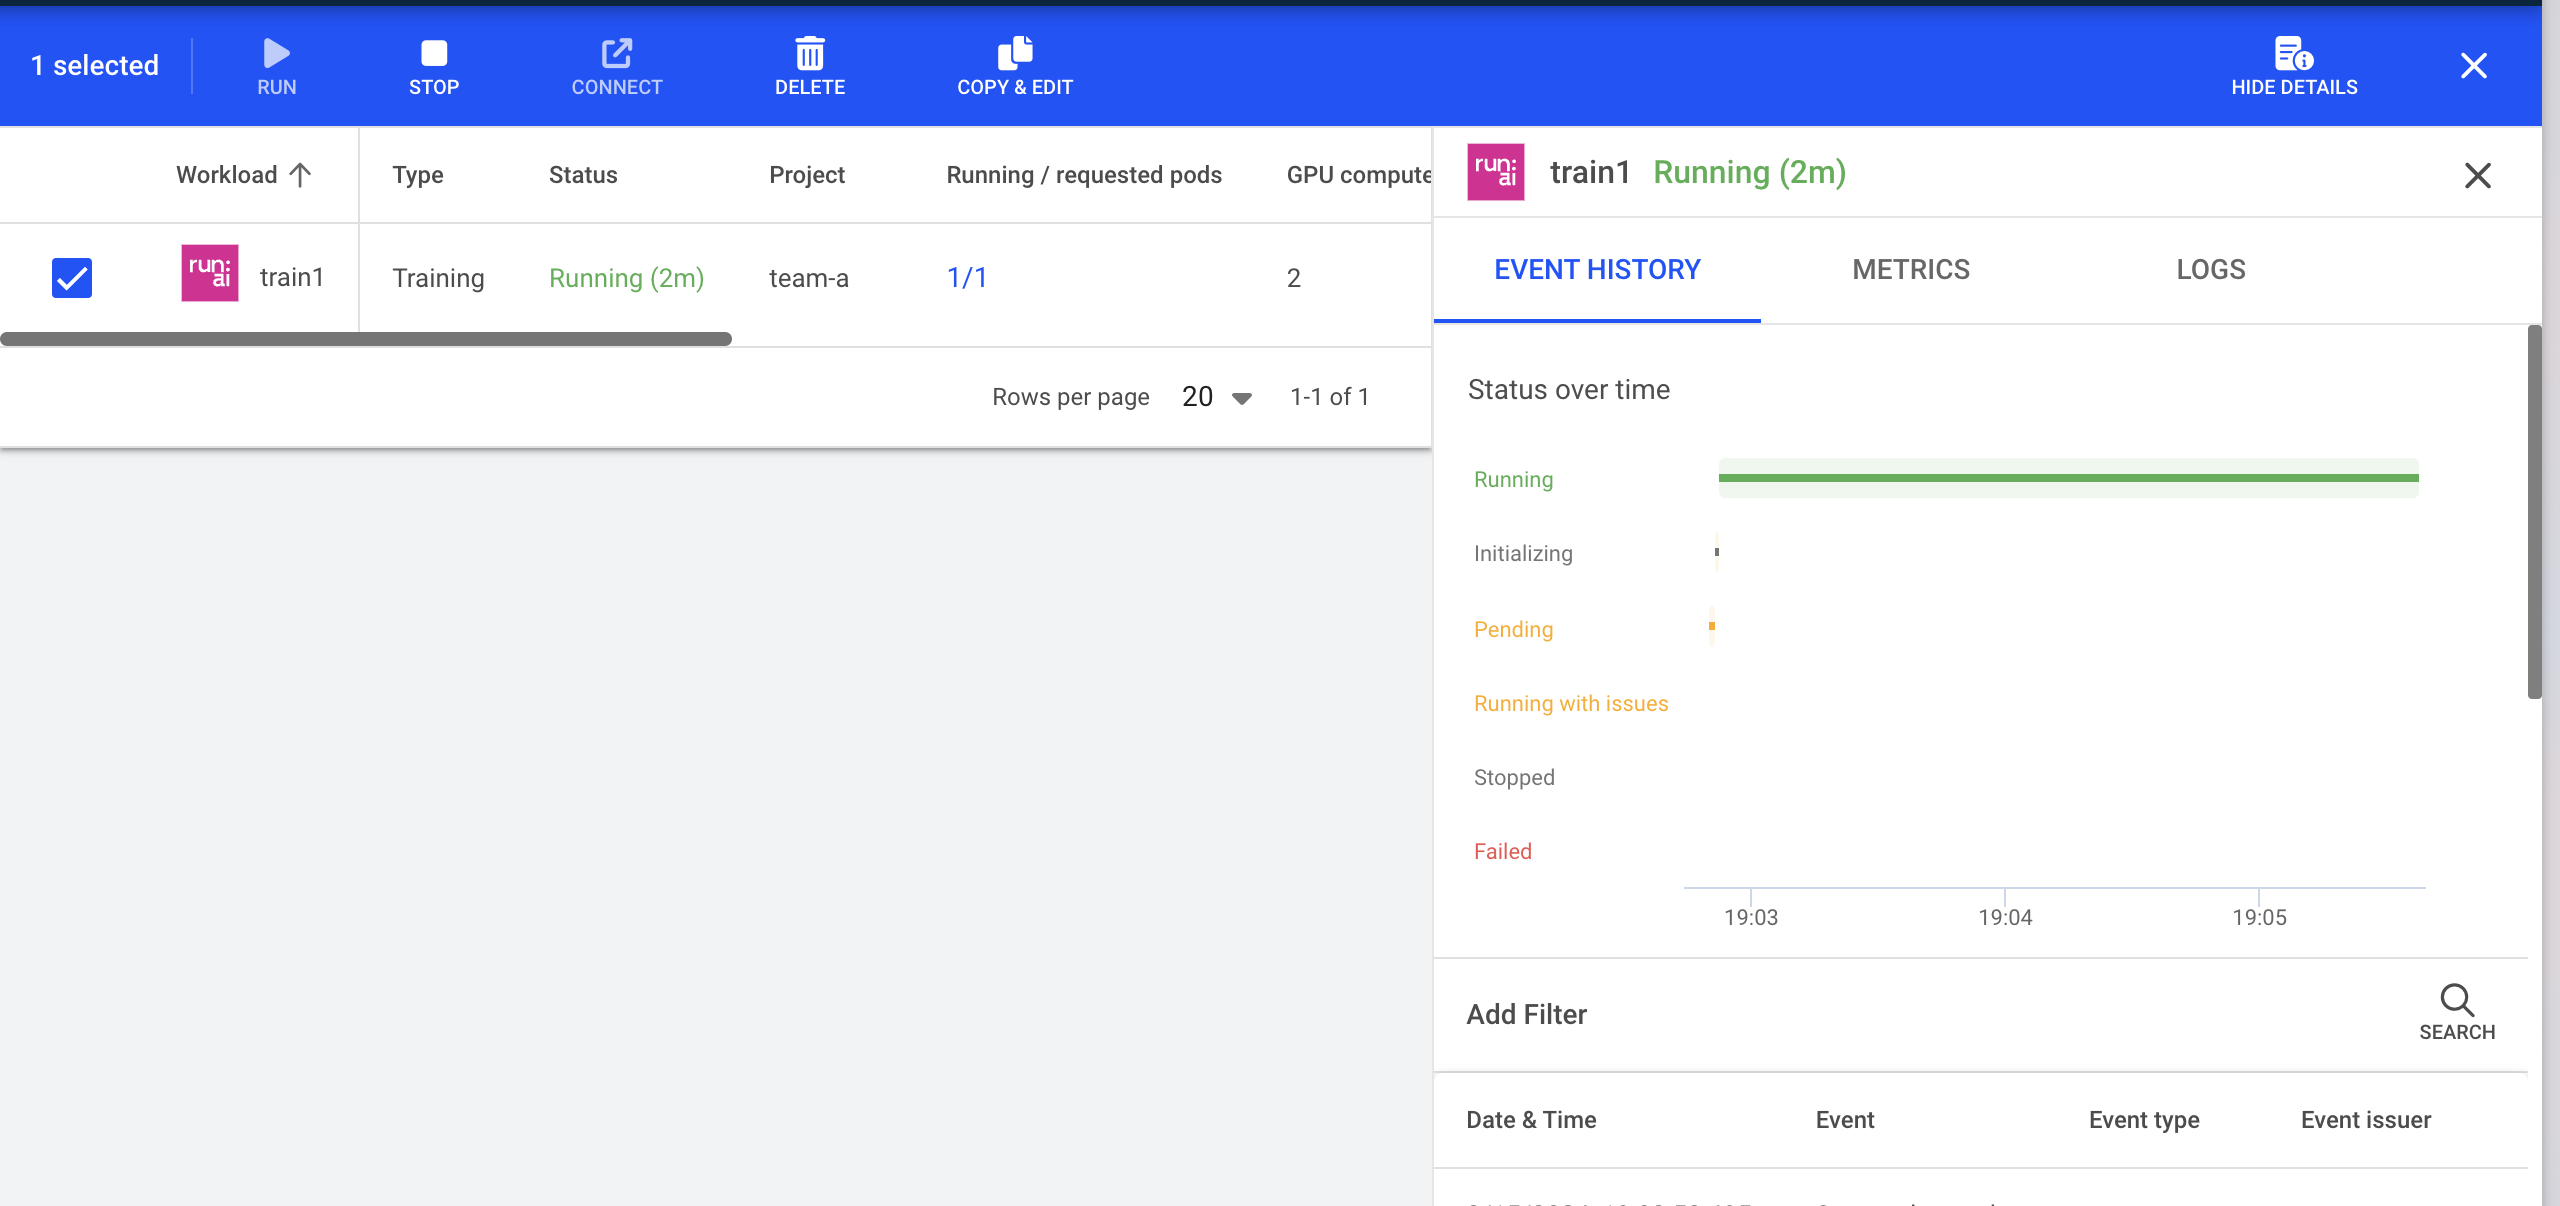 1 selected
RUN
STOP
CONNECT
DELETE
COPY & EDIT
HIDE DETAILS
Workload
Type
Status
Project
Running / requested pods
GPU compute
run:
ai
train1
Training
Running (2m)
team-a
1/1
2
Rows per page
20
1-1 of 1
run:
ai
train1
Running (2m)
EVENT HISTORY
METRICS
LOGS
Status over time
Running
Initializing
Pending
Running with issues
Stopped
Failed
19:03
19:04
19:05
Add Filter
SEARCH
Date & Time
Event
Event type
Event issuer